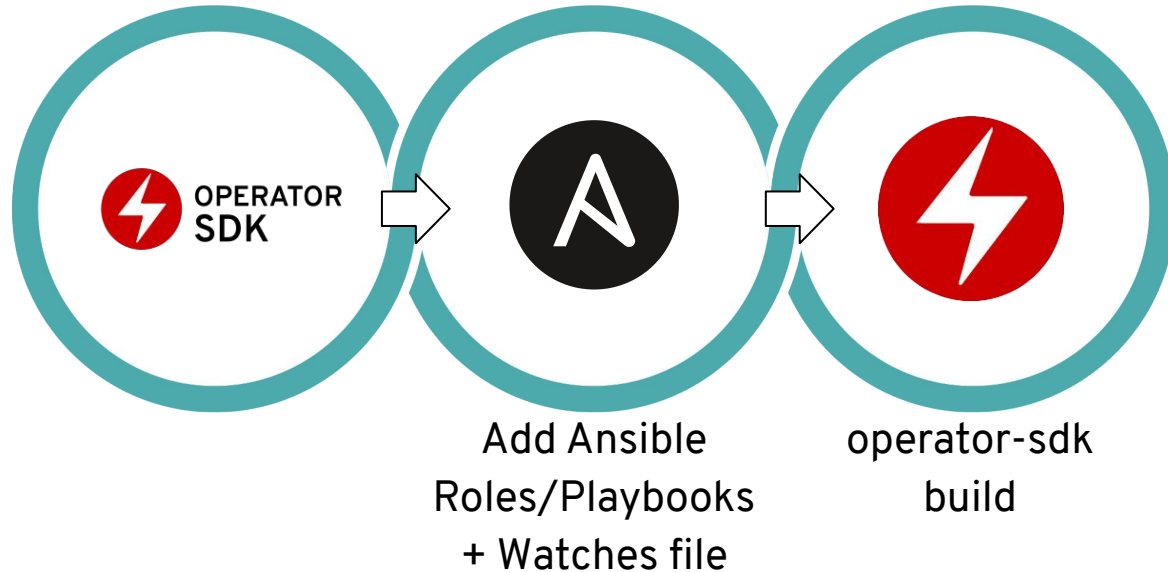 OPERATOR
SDK
Add Ansible
Roles/Playbooks
+ Watches file
operator-sdk
build